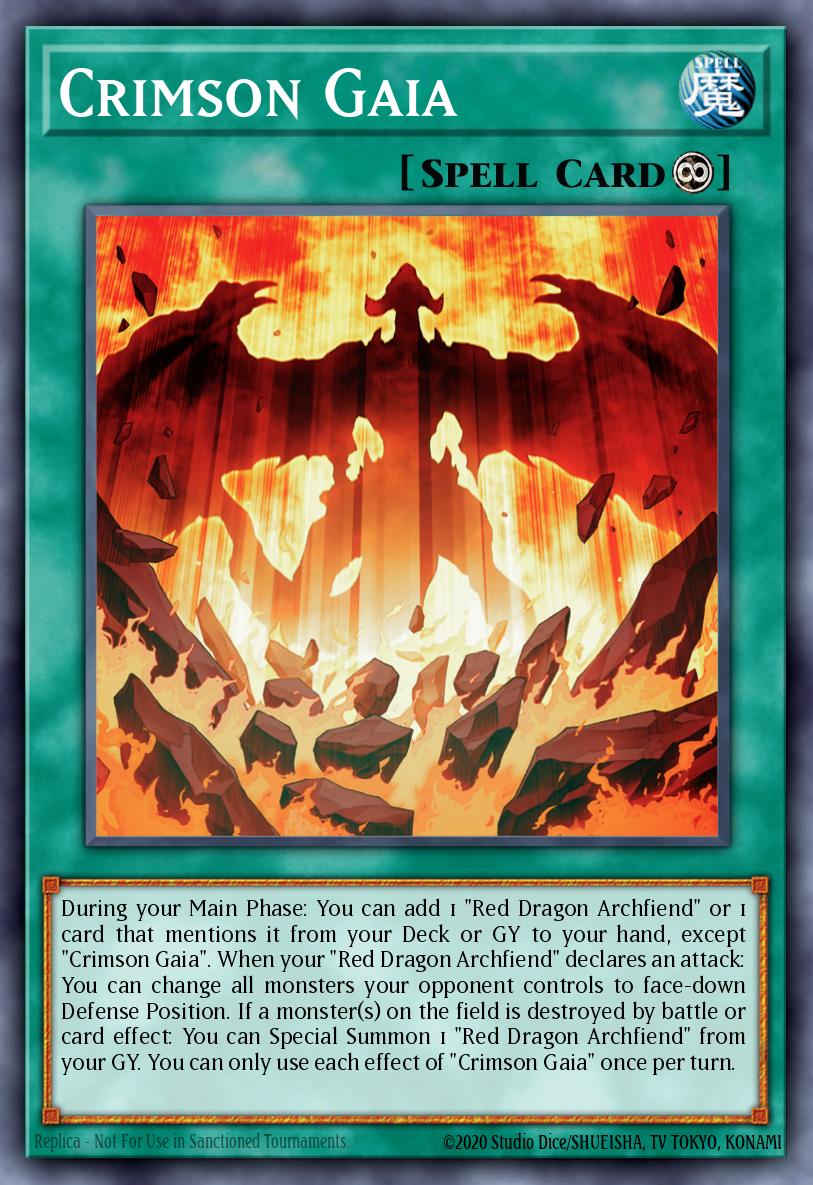 Crimson Gaia
SPELL
魔
[Spell Card]
During your Main Phase: You can add 1 "Red Dragon Archfiend" or 1
card that mentions it from your Deck or GY to your hand, except
"Crimson Gaia". When your "Red Dragon Archfiend" declares an attack:
You can change all monsters your opponent controls to face-down
Defense Position. If a monster(s) on the field is destroyed by battle or
card effect: You can Special Summon 1 "Red Dragon Archfiend" from
your GY. You can only use each effect of "Crimson Gaia" once per turn.
Replica - Not For Use in Sanctioned Tournaments.
©2020 Studio Dice/SHUEISHA, TV TOKYO, KONAMI